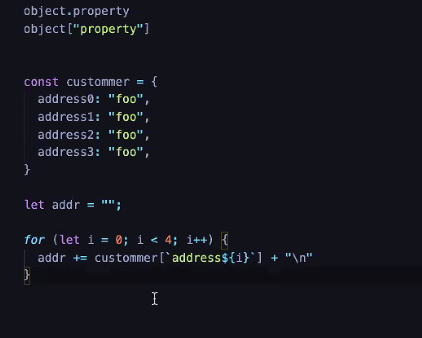 object.property
object["property"]
const custommer = {
address0: "foo",
address1: "foo",
address2: "foo",
address3: "foo",
}
let addr = "";
for (let i = 0; i < 4; i++) {
addr += custommer[`address${i}`] + "\n"
}